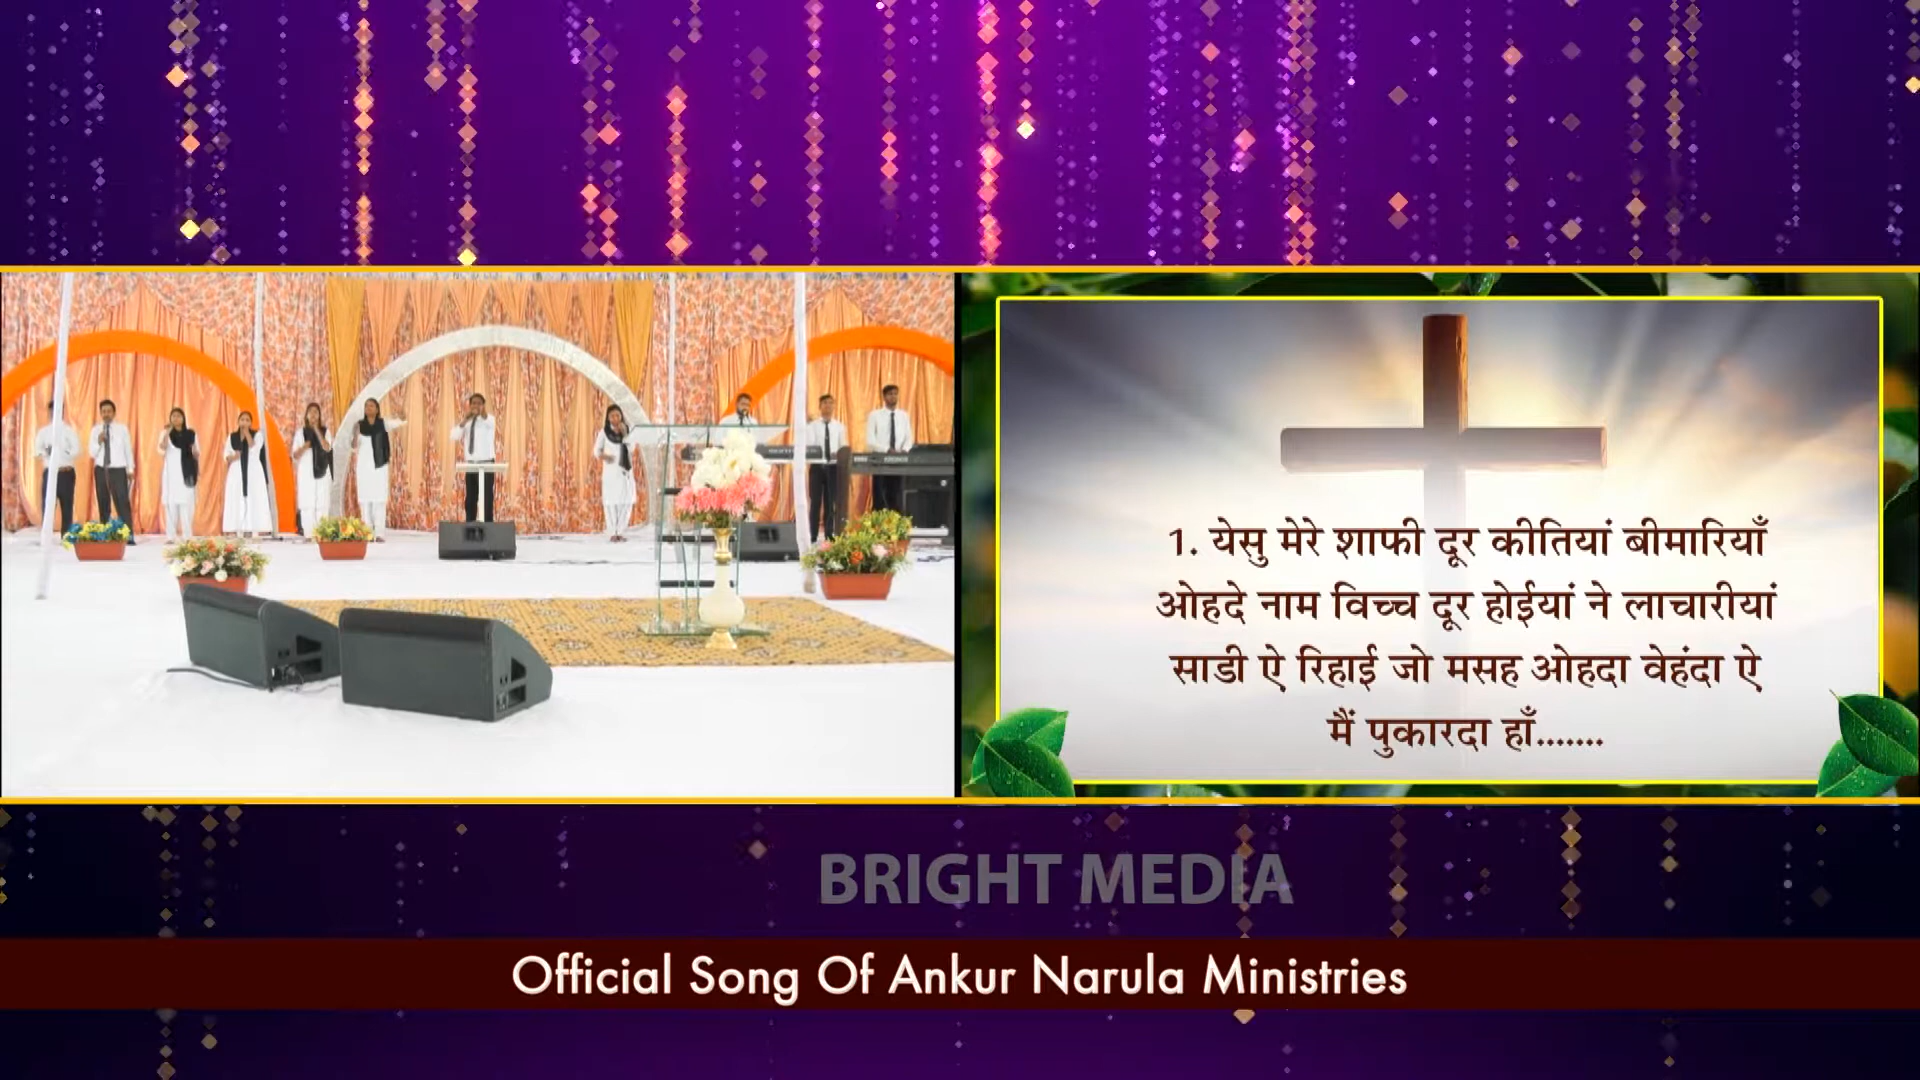 1. येसु मेरे शाफी दूर कीतियां बीमारियाँ
ओहदे नाम विच्च दूर होईयां ने लाचारीयां
साडी ऐ रिहाई जो मसह ओहदा वेहंदा ऐ
मैं पुकारदा हाँ.......
BRIGHT MEDIA
Official Song Of Ankur Narula Ministries